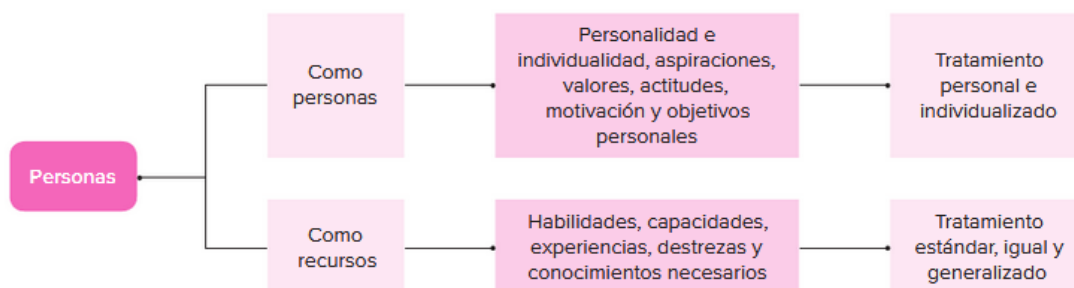 Personas
Como
personas
Personalidad e
individualidad, aspiraciones,
valores, actitudes,
motivación y objetivos
personales
Tratamiento
personal e
individualizado
Como
recursos
Habilidades, capacidades,
experiencias, destrezas y
conocimientos necesarios
Tratamiento
estándar, igual y
generalizado